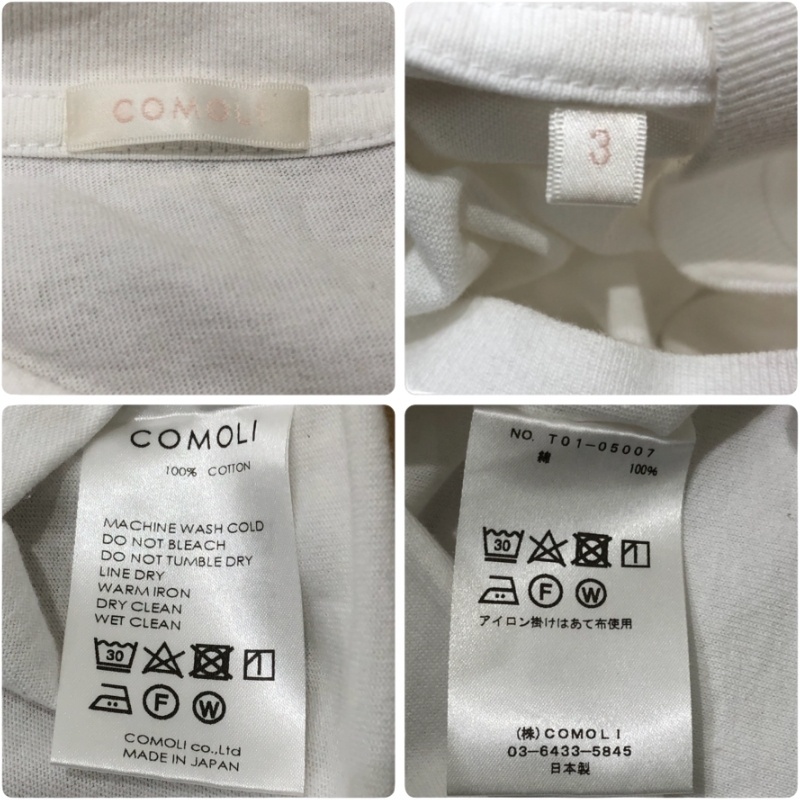 COMOLI
3
COMOLI
100% COTTON
MACHINE WASH COLD
DO NOT BLEACH
DO NOT TUMBLE DRY
LINE DRY
WARM IRON
DRY CLEAN
WET CLEAN
30
F W
COMOLI co.,Ltd
MADE IN JAPAN
NO. T01-05007
綿 100%
30
F W
アイロン掛けはあて布使用
(株)COMOLI
03-6433-5845
日本製